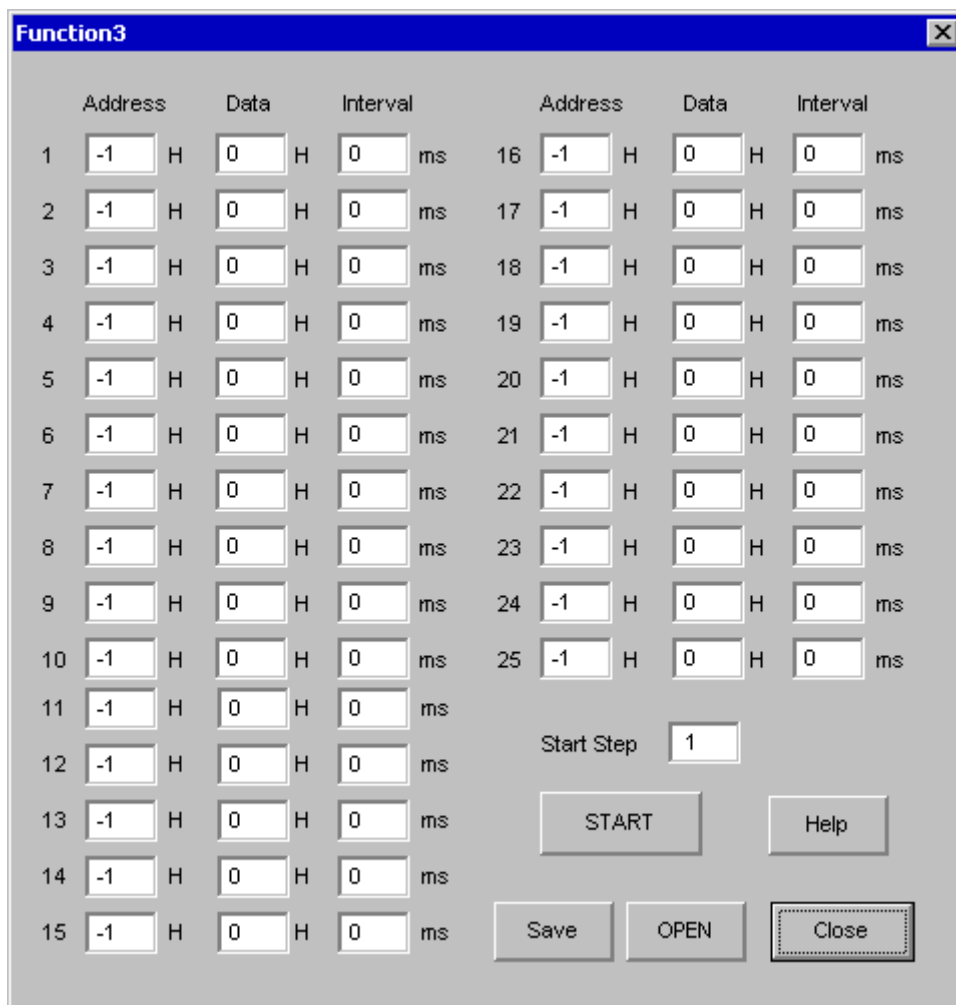 Function3
Address Data Interval Address Data Interval
1 -1 H 0 H 0 ms 16 -1 H 0 H 0 ms
2 -1 H 0 H 0 ms 17 -1 H 0 H 0 ms
3 -1 H 0 H 0 ms 18 -1 H 0 H 0 ms
4 -1 H 0 H 0 ms 19 -1 H 0 H 0 ms
5 -1 H 0 H 0 ms 20 -1 H 0 H 0 ms
6 -1 H 0 H 0 ms 21 -1 H 0 H 0 ms
7 -1 H 0 H 0 ms 22 -1 H 0 H 0 ms
8 -1 H 0 H 0 ms 23 -1 H 0 H 0 ms
9 -1 H 0 H 0 ms 24 -1 H 0 H 0 ms
10 -1 H 0 H 0 ms 25 -1 H 0 H 0 ms
11 -1 H 0 H 0 ms
Start Step 1
12 -1 H 0 H 0 ms
13 -1 H 0 H 0 ms START Help
14 -1 H 0 H 0 ms
15 -1 H 0 H 0 ms Save OPEN Close